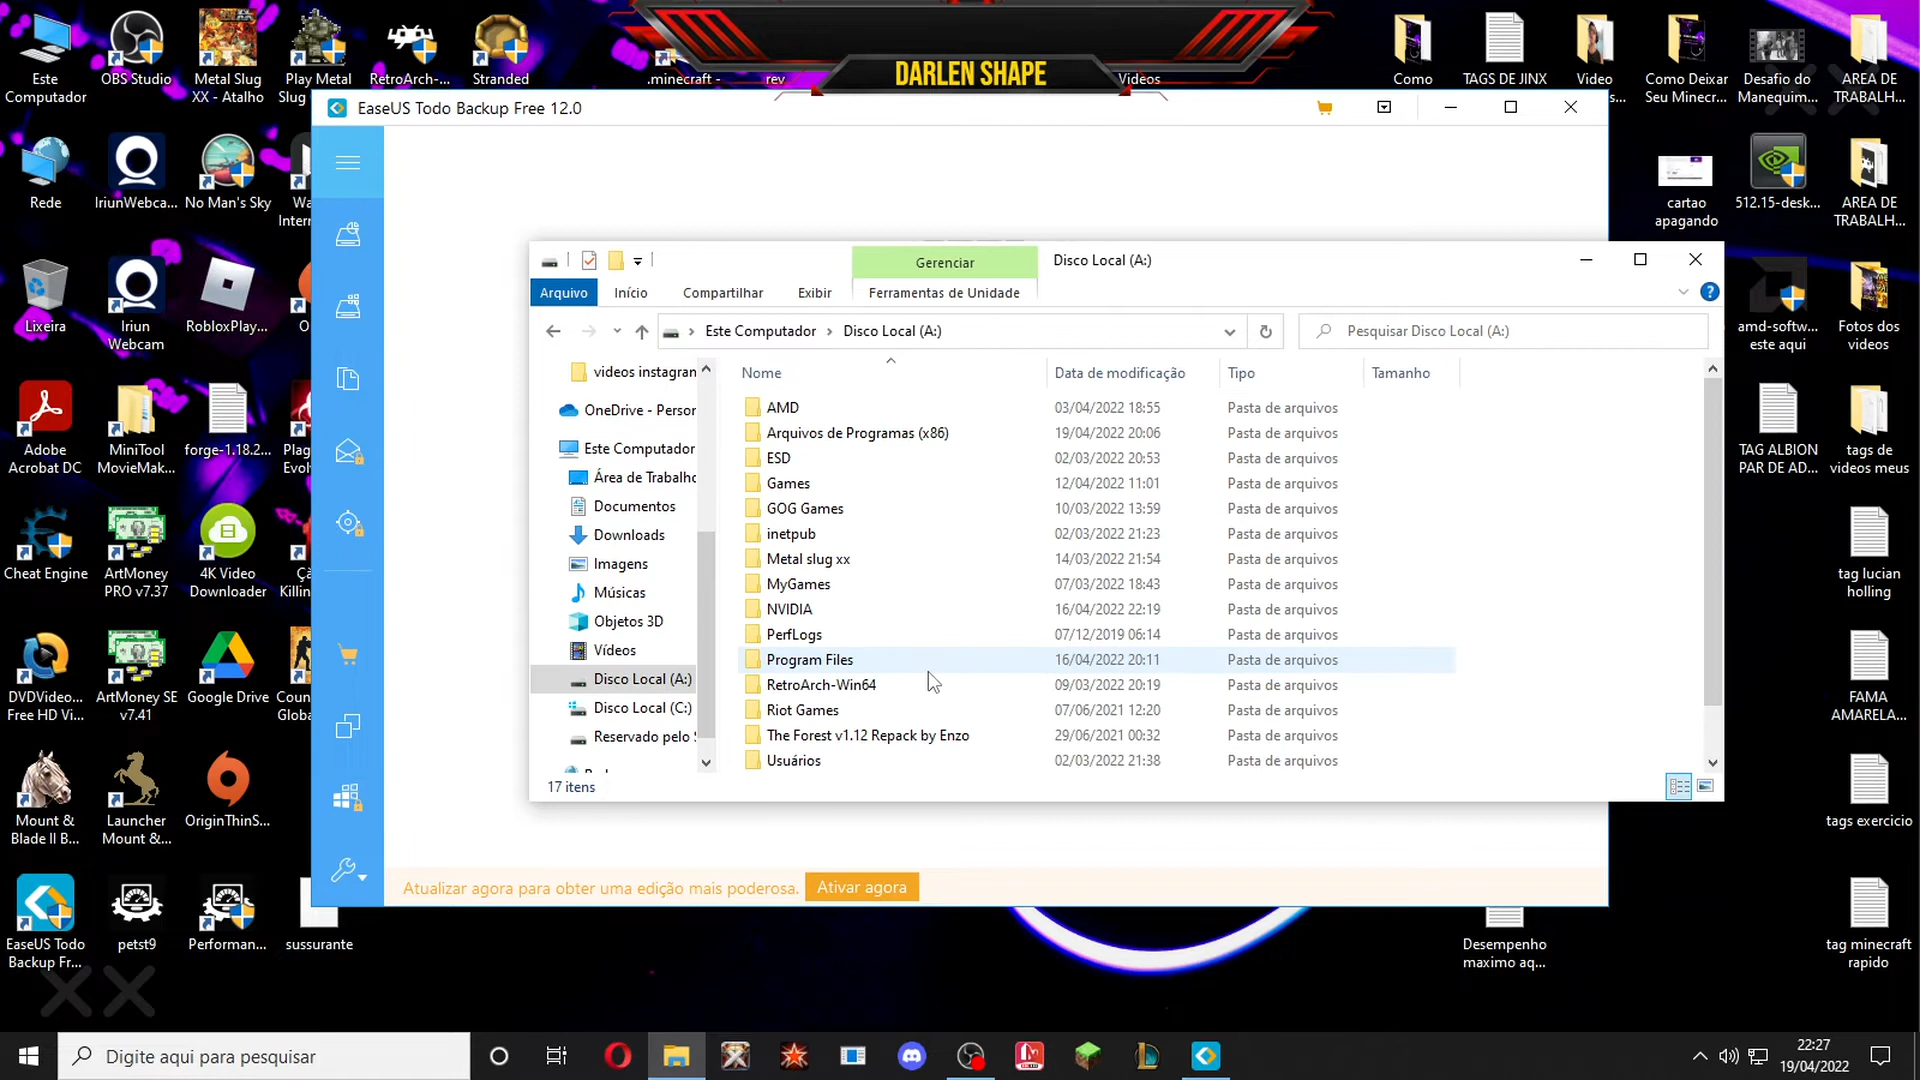 DARLEN SHAPE
Este
Computador
OBS Studio
Metal Slug
XX - Atalho
Play Metal
Slug
RetroArch-...
Stranded
.minecraft -
rev
Videos
Como
TAGS DE JINX
Video
Como Deixar
Seu Minecr...
Desafio do
Manequim...
AREA DE
TRABALH...
Rede
IriunWebca...
No Man's Sky
cartao
apagando
512.15-desk...
AREA DE
TRABALH...
Lixeira
Iriun
Webcam
RobloxPlay...
amd-softw...
este aqui
Fotos dos
videos
Adobe
Acrobat DC
MiniTool
MovieMak...
forge-1.18.2...
TAG ALBION
PAR DE AD...
tags de
videos meus
Cheat Engine
ArtMoney
PRO v7.37
4K Video
Downloader
tag lucian
holling
DVDVideo...
Free HD Vi...
ArtMoney SE
v7.41
Google Drive
FAMA
AMARELA...
Mount &
Blade II B...
Launcher
Mount &...
OriginThinS...
tags exercicio
EaseUS Todo
Backup Fr...
petst9
Performan...
sussurante
Desempenho
maximo aq...
tag minecraft
rapido
EaseUS Todo Backup Free 12.0
Atualizar agora para obter uma edição mais poderosa.
Ativar agora
Gerenciar
Disco Local (A:)
Arquivo
Início
Compartilhar
Exibir
Ferramentas de Unidade
Este Computador
Disco Local (A:)
Pesquisar Disco Local (A:)
videos instagran
OneDrive - Person
Este Computador
Área de Trabalho
Documentos
Downloads
Imagens
Músicas
Objetos 3D
Vídeos
Disco Local (A:)
Disco Local (C:)
Reservado pelo S
Nome Data de modificação Tipo Tamanho
AMD 03/04/2022 18:55 Pasta de arquivos
Arquivos de Programas (x86) 19/04/2022 20:06 Pasta de arquivos
ESD 02/03/2022 20:53 Pasta de arquivos
Games 12/04/2022 11:01 Pasta de arquivos
GOG Games 10/03/2022 13:59 Pasta de arquivos
inetpub 02/03/2022 21:23 Pasta de arquivos
Metal slug xx 14/03/2022 21:54 Pasta de arquivos
MyGames 07/03/2022 18:43 Pasta de arquivos
NVIDIA 16/04/2022 22:19 Pasta de arquivos
PerfLogs 07/12/2019 06:14 Pasta de arquivos
Program Files 16/04/2022 20:11 Pasta de arquivos
RetroArch-Win64 09/03/2022 20:19 Pasta de arquivos
Riot Games 07/06/2021 12:20 Pasta de arquivos
The Forest v1.12 Repack by Enzo 29/06/2021 00:32 Pasta de arquivos
Usuários 02/03/2022 21:38 Pasta de arquivos
17 itens
Digite aqui para pesquisar
22:27
19/04/2022